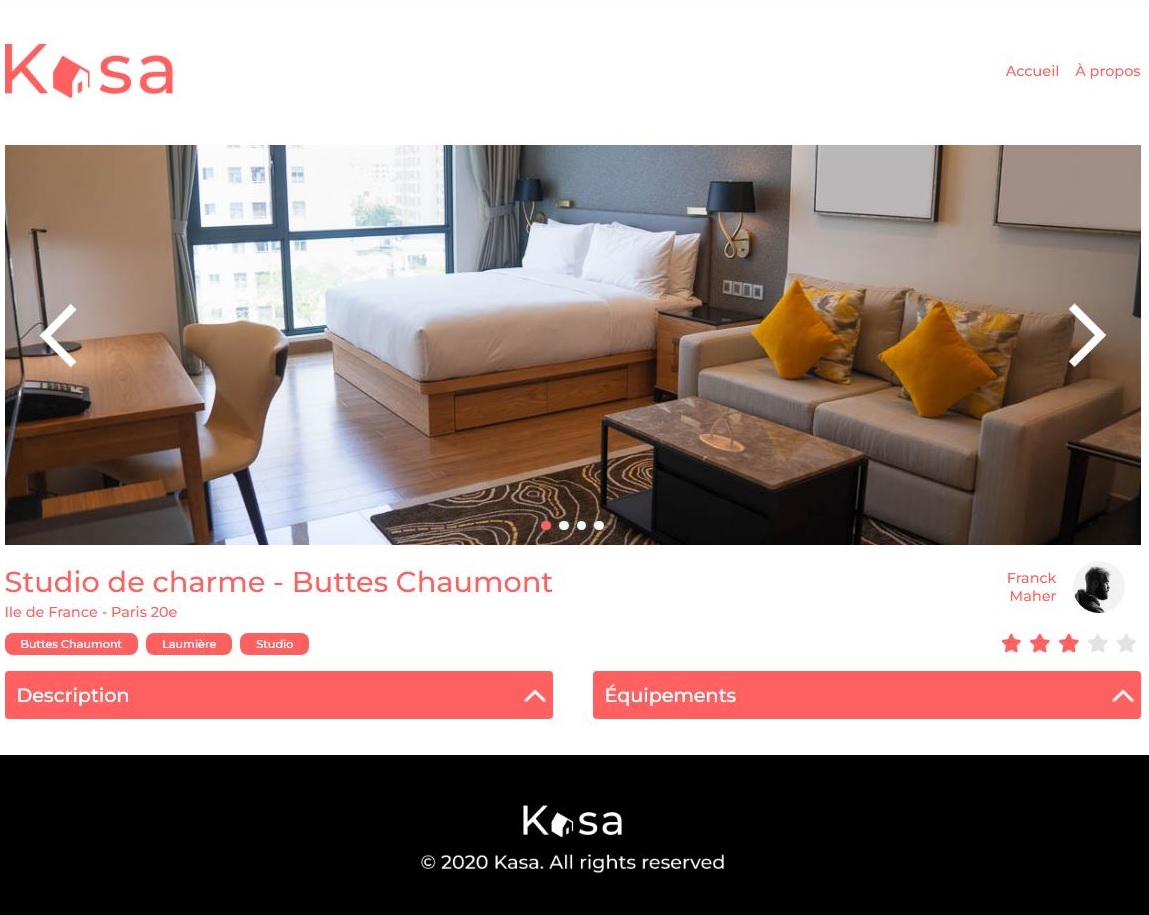 Kasa
Accueil À propos
Studio de charme - Buttes Chaumont
Ile de France - Paris 20e
Franck
Maher
Buttes Chaumont Laumière Studio
Description
Équipements
Kasa
© 2020 Kasa. All rights reserved